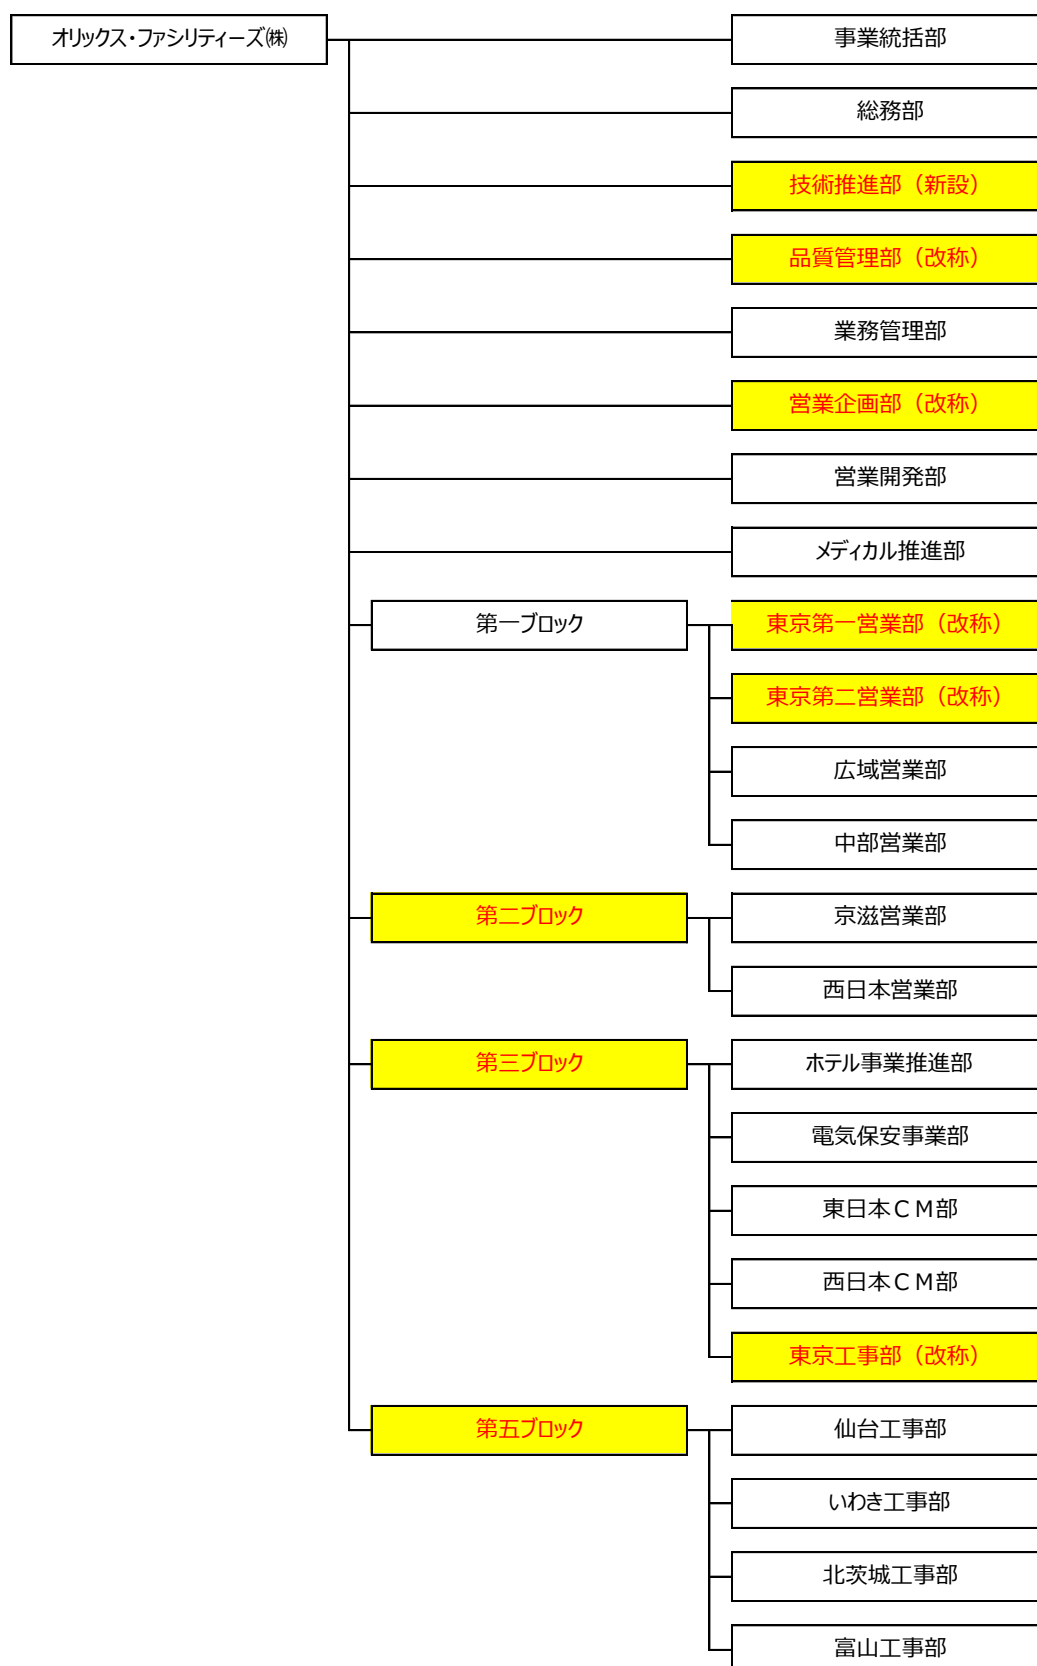 オリックス・ファシリティーズ㈱
事業統括部
総務部
技術推進部（新設）
品質管理部（改称）
業務管理部
営業企画部（改称）
営業開発部
メディカル推進部
第一ブロック
東京第一営業部（改称）
東京第二営業部（改称）
広域営業部
中部営業部
第二ブロック
京滋営業部
西日本営業部
第三ブロック
ホテル事業推進部
電気保安事業部
東日本ＣＭ部
西日本ＣＭ部
東京工事部（改称）
第五ブロック
仙台工事部
いわき工事部
北茨城工事部
富山工事部